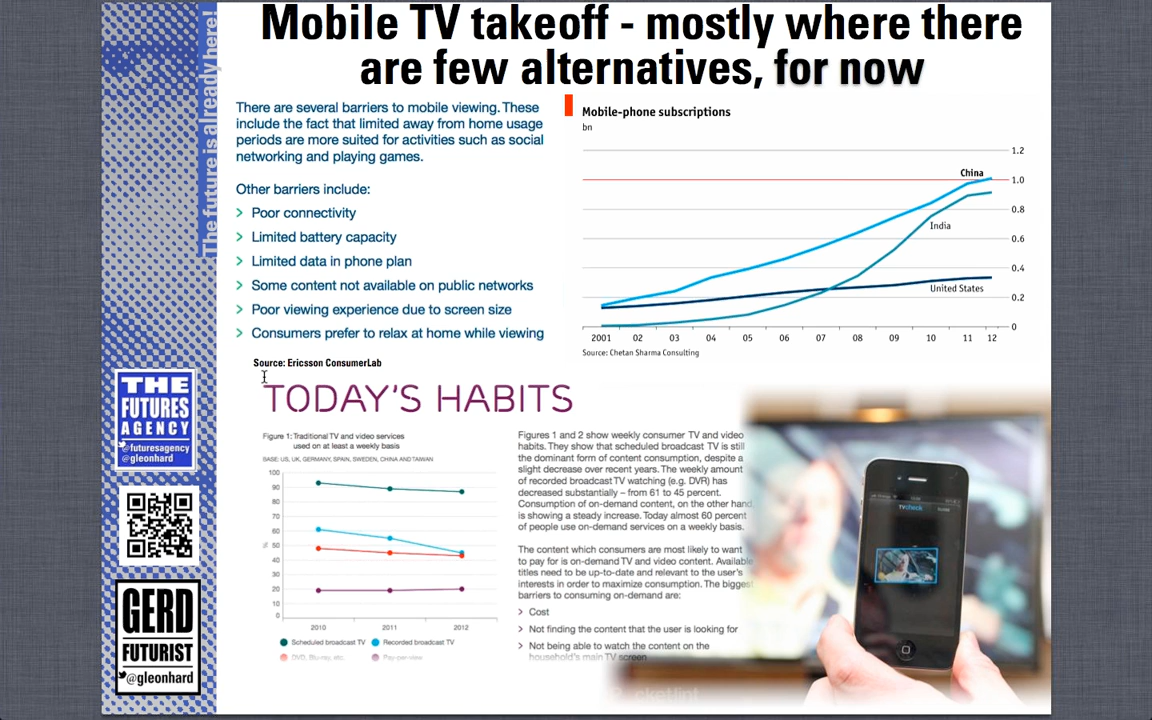 Mobile TV takeoff - mostly where there
are few alternatives, for now
The future is already here!
There are several barriers to mobile viewing. These
include the fact that limited away from home usage
periods are more suited for activities such as social
networking and playing games.
Other barriers include:
> Poor connectivity
> Limited battery capacity
> Limited data in phone plan
> Some content not available on public networks
> Poor viewing experience due to screen size
> Consumers prefer to relax at home while viewing
Source: Ericsson ConsumerLab
Mobile-phone subscriptions
bn
1.2
1.0
0.8
0.6
0.4
0.2
0
China
India
United States
2001 02 03 04 05 06 07 08 09 10 11 12
Source: Chetan Sharma Consulting
TODAY'S HABITS
Figure 1: Traditional TV and video services
used on at least a weekly basis
BASE: US, UK, GERMANY, SPAIN, SWEDEN, CHINA AND TAIWAN
100
90
80
70
60
50
40
30
20
10
0
%
2010 2011 2012
Scheduled broadcast TV Recorded broadcast TV
DVD, Blu-ray, etc. Pay-per-view
Figures 1 and 2 show weekly consumer TV and video
habits. They show that scheduled broadcast TV is still
the dominant form of content consumption, despite a
slight decrease over recent years. The weekly amount
of recorded broadcast TV watching (e.g. DVR) has
decreased substantially – from 61 to 45 percent.
Consumption of on-demand content, on the other hand,
is showing a steady increase. Today almost 60 percent
of people use on-demand services on a weekly basis.
The content which consumers are most likely to want
to pay for is on-demand TV and video content. Available
titles need to be up-to-date and relevant to the user's
interests in order to maximize consumption. The biggest
barriers to consuming on-demand are:
> Cost
> Not finding the content that the user is looking for
> Not being able to watch the content on the
household's main TV screen
TVcheck
THE
FUTURES
AGENCY
@futuresagency
@gleonhard
GERD
FUTURIST
@gleonhard